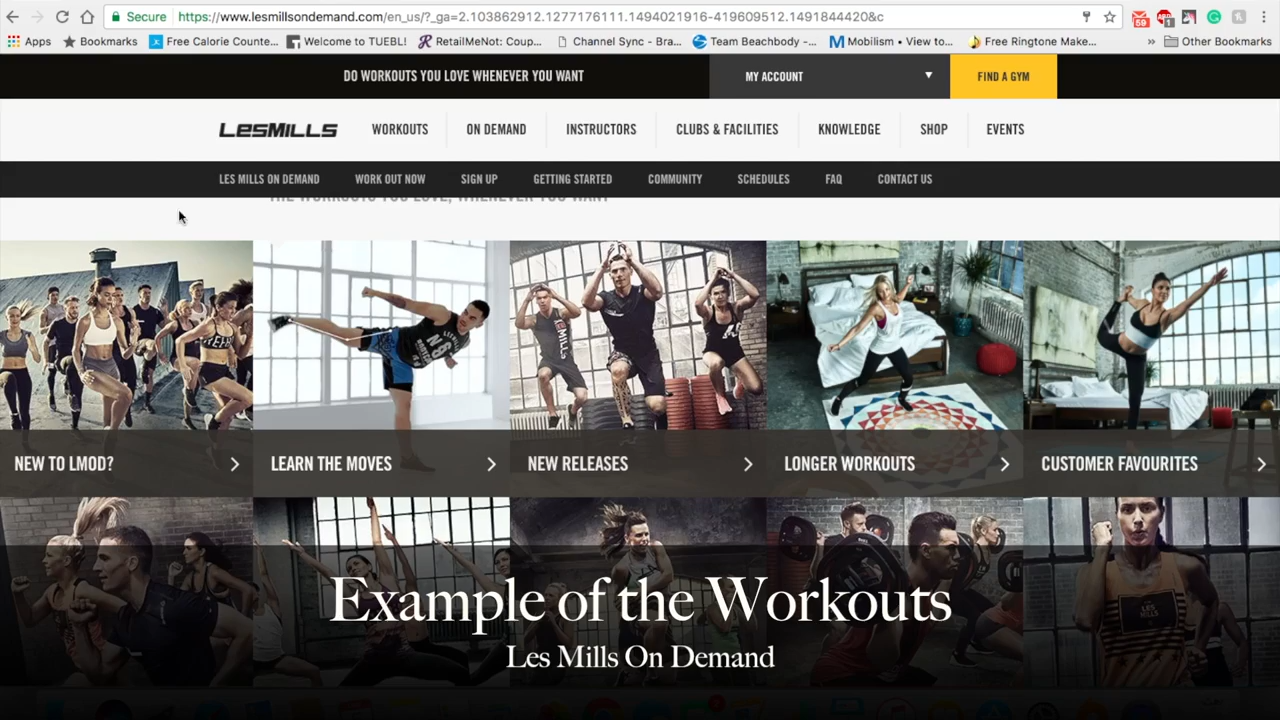 Secure https://www.lesmillsondemand.com/en_us/?_ga=2.103862912.1277176111.1494021916-419609512.1491844420&c
59 1
Apps Bookmarks Free Calorie Counte... Welcome to TUEBL! RetailMeNot: Coup... Channel Sync - Bra... Team Beachbody -... Mobilism • View to... Free Ringtone Make... » Other Bookmarks
DO WORKOUTS YOU LOVE WHENEVER YOU WANT MY ACCOUNT FIND A GYM
LESMILLS WORKOUTS ON DEMAND INSTRUCTORS CLUBS & FACILITIES KNOWLEDGE SHOP EVENTS
LES MILLS ON DEMAND WORK OUT NOW SIGN UP GETTING STARTED COMMUNITY SCHEDULES FAQ CONTACT US
THE WORKOUTS YOU LOVE, WHENEVER YOU WANT
NEW TO LMOD? LEARN THE MOVES NEW RELEASES LONGER WORKOUTS CUSTOMER FAVOURITES
Example of the Workouts
Les Mills On Demand